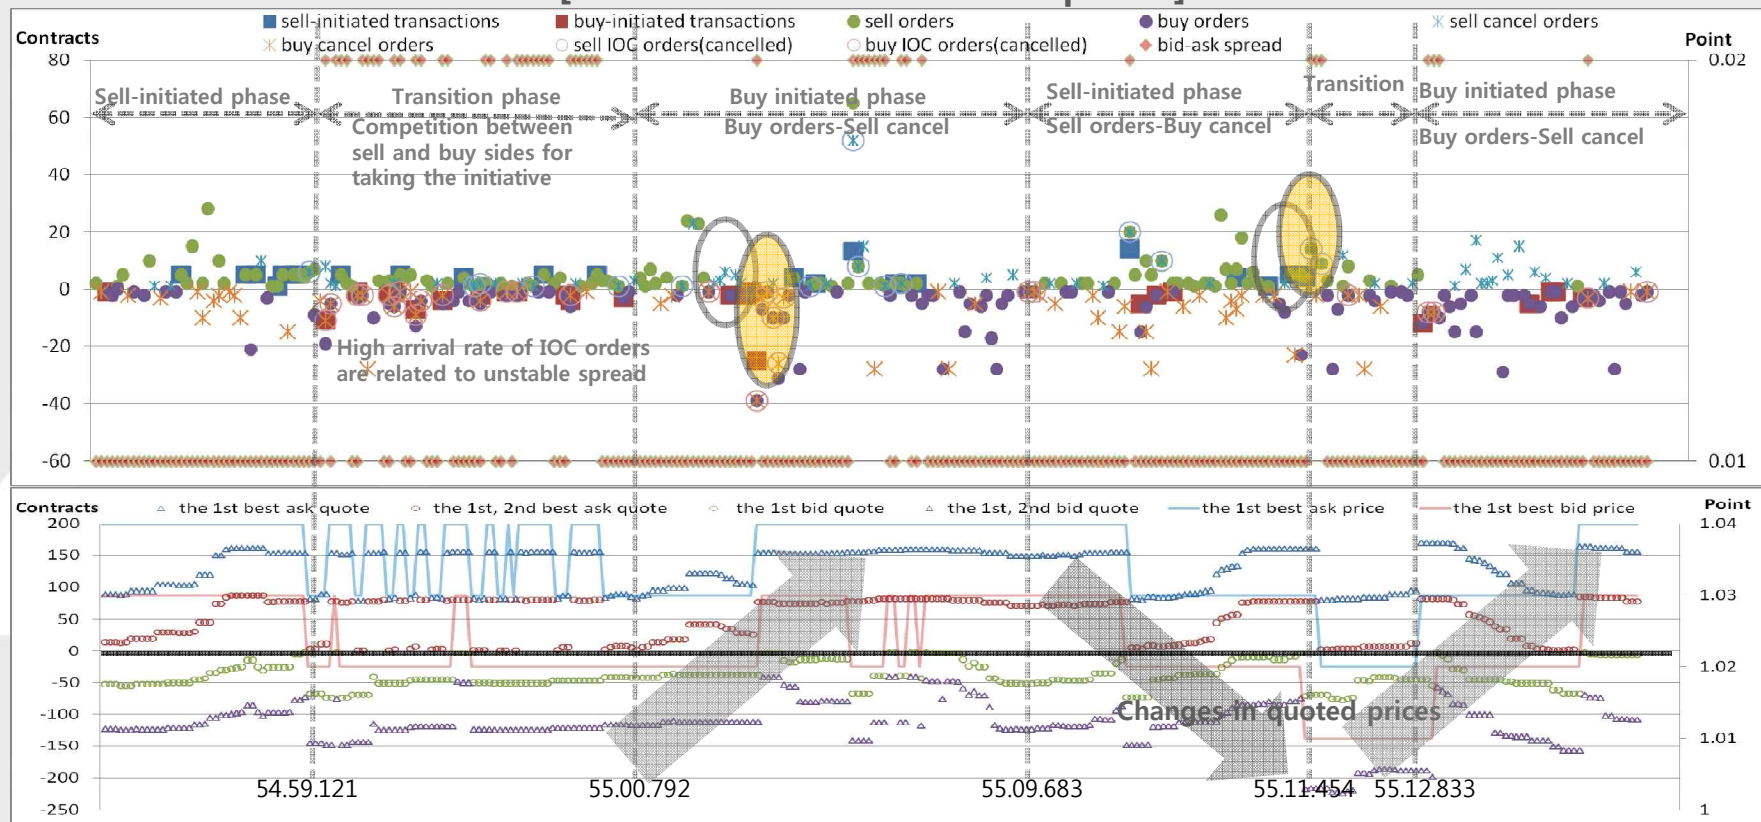 sell-initiated transactions buy-initiated transactions sell orders buy orders sell cancel orders
buy cancel orders sell IOC orders(cancelled) buy IOC orders(cancelled) bid-ask spread
Contracts
Point
80
0.02
Sell-initiated phase
Transition phase
Buy initiated phase
Sell-initiated phase
Transition
Buy initiated phase
60
Competition between
sell and buy sides for
taking the initiative
Buy orders-Sell cancel
Sell orders-Buy cancel
Buy orders-Sell cancel
40
20
0
-20
High arrival rate of IOC orders
are related to unstable spread
-40
-60
0.01
Contracts
the 1st best ask quote the 1st, 2nd best ask quote the 1st bid quote the 1st, 2nd bid quote the 1st best ask price the 1st best bid price
Point
200
1.04
150
100
50
1.03
0
1.02
-50
-100
Changes in quoted prices
1.01
-150
-200
54.59.121 55.00.792 55.09.683 55.11.454 55.12.833
-250
1